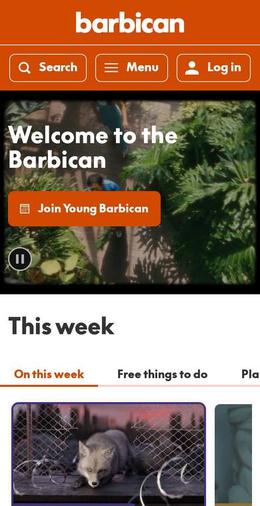 barbican
Search
Menu
Log in
Welcome to the
Barbican
Join Young Barbican
This week
On this week
Free things to do
Pla